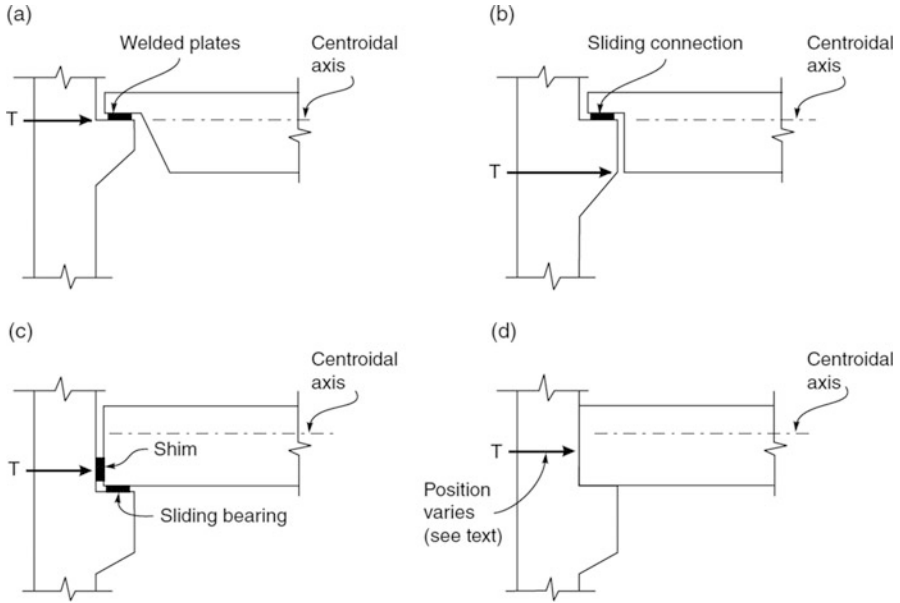 (a)
Welded plates
Centroidal
axis
T
(b)
Sliding connection
Centroidal
axis
T
(c)
Centroidal
axis
Shim
T
Sliding bearing
(d)
Centroidal
axis
T
Position
varies
(see text)